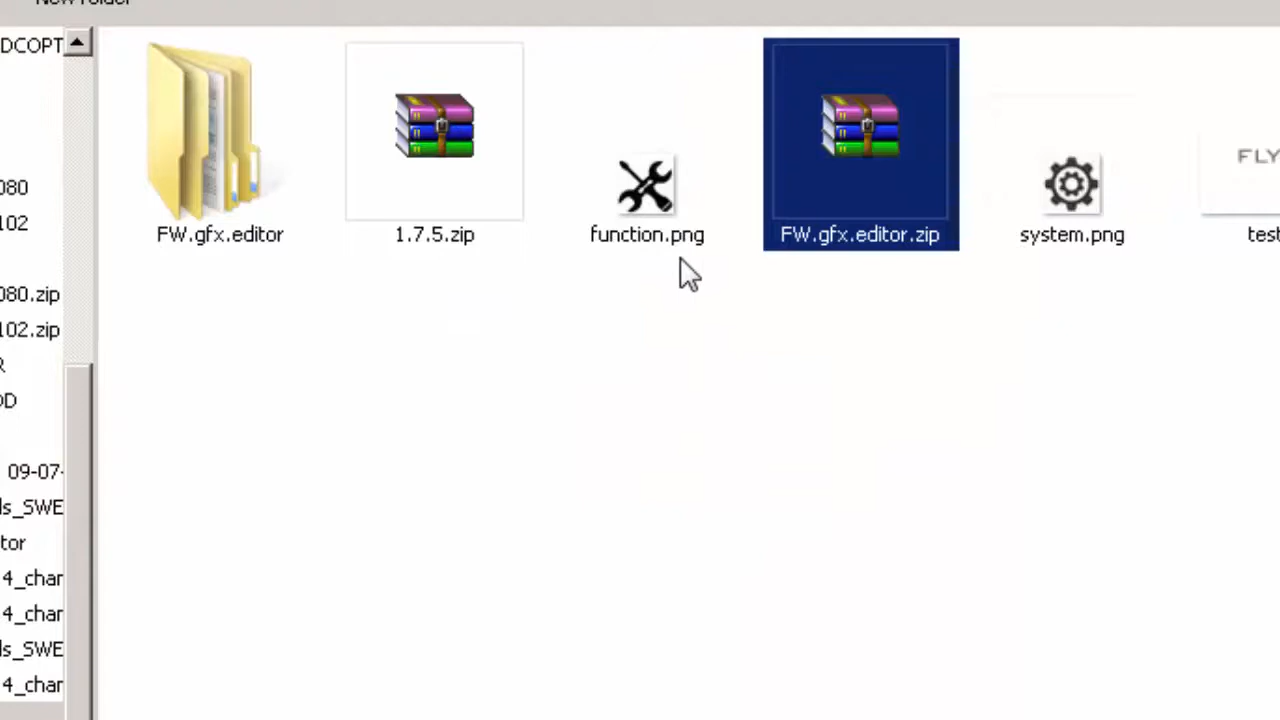 New folder
DCOPT
080
102
080.zip
102.zip
R
OD
09-07-
ls_SWE
tor
4_char
4_char
ls_SWE
4_char
FLY
FW.gfx.editor
1.7.5.zip
function.png
FW.gfx.editor.zip
system.png
test